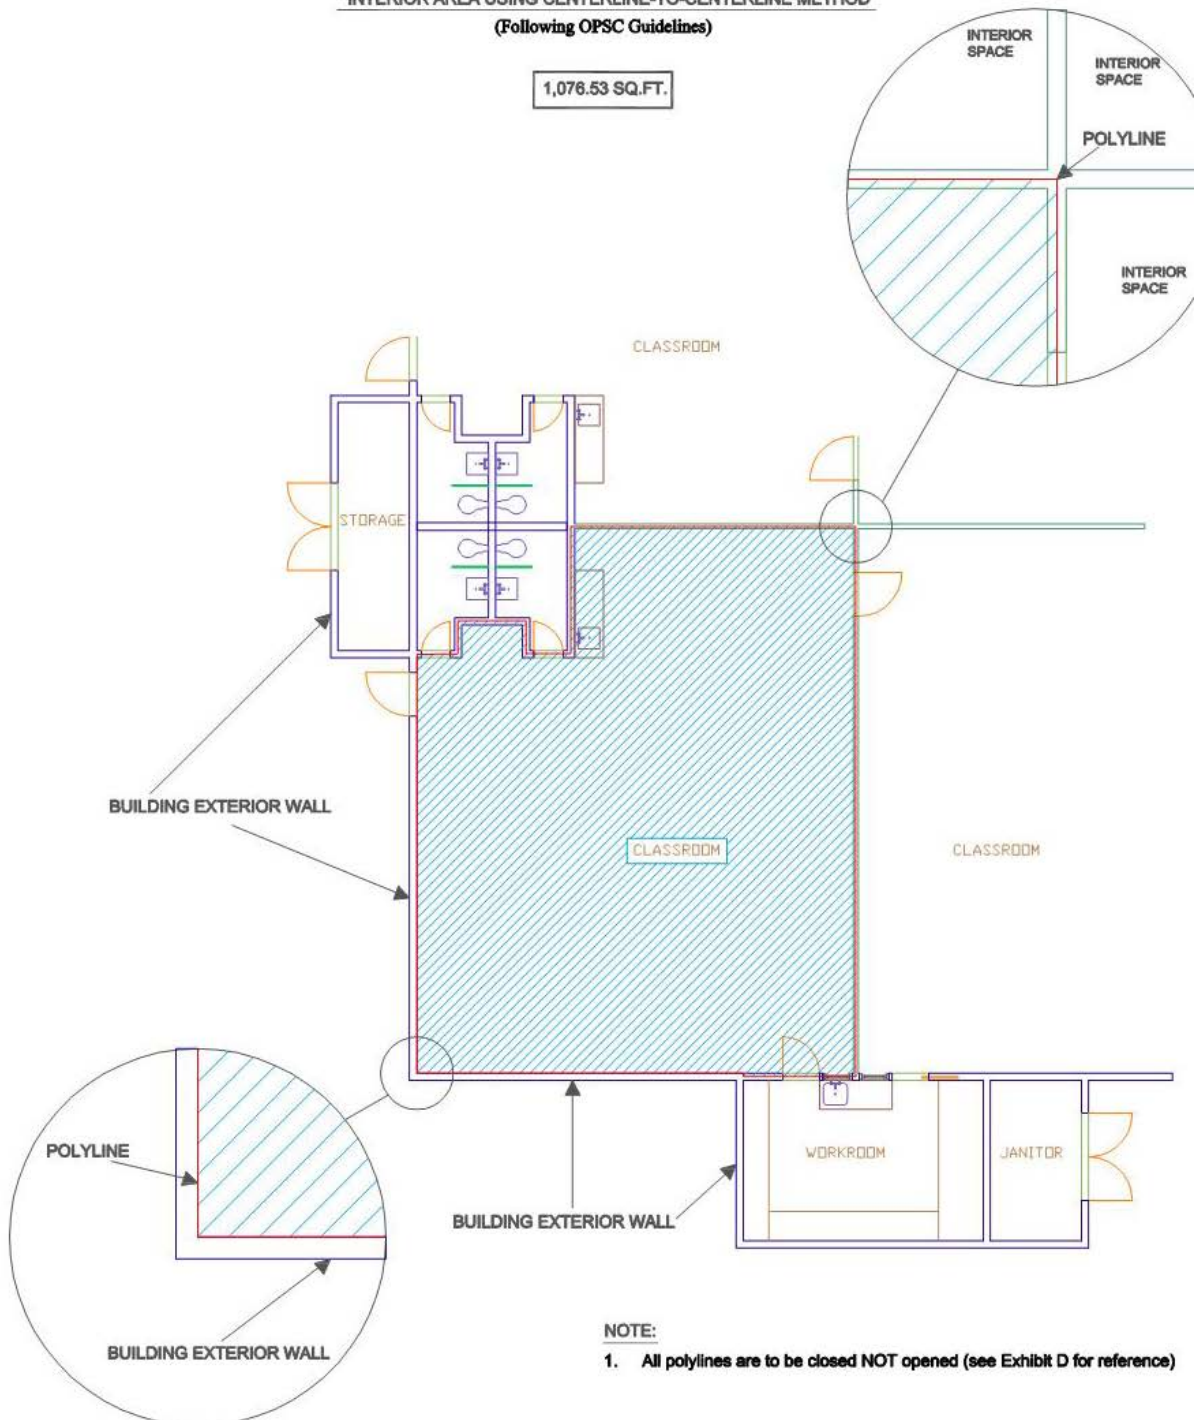 INTERIOR AREA USING CENTERLINE-TO-CENTERLINE METHOD
(Following OPSC Guidelines)
1,076.53 SQ.FT.
INTERIOR
SPACE
INTERIOR
SPACE
POLYLINE
INTERIOR
SPACE
CLASSROOM
STORAGE
BUILDING EXTERIOR WALL
CLASSROOM
CLASSROOM
POLYLINE
WORKROOM
JANITOR
BUILDING EXTERIOR WALL
BUILDING EXTERIOR WALL
NOTE:
1. All polylines are to be closed NOT opened (see Exhibit D for reference)